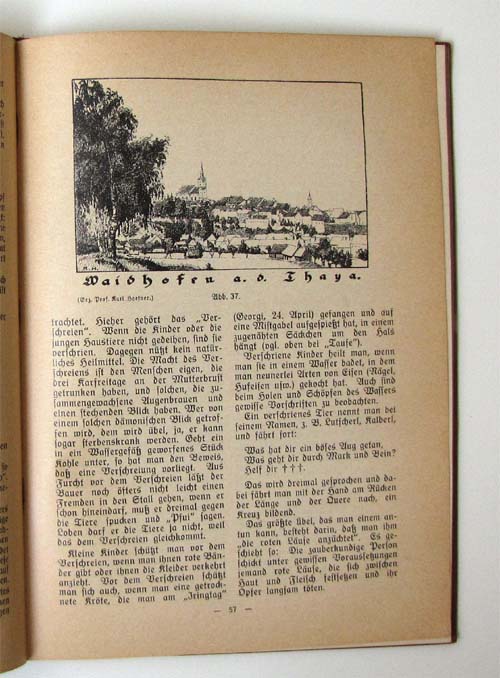 Waidhofen a. d. Thaya.
(Gez. Prof. Karl Haefner.)
Abb. 37.
trachtet. Hieher gehört das „Ver-
schreien". Wenn die Kinder oder die
jungen Haustiere nicht gedeihen, sind sie
verschrien. Dagegen nützt kein natür-
liches Heilmittel. Die Macht des Ver-
schreiens ist den Menschen eigen, die
drei Karfreitage an der Mutterbrust
getrunken haben, und solchen, die zu-
sammengewachsene Augenbrauen und
einen stechenden Blick haben. Wer von
einem solchen dämonischen Blick getrof-
fen wird, dem wird übel, ja, er kann
sogar sterbenskrank werden. Geht ein
in ein Wassergefäß geworfenes Stück
Kohle unter, so hat man den Beweis,
daß eine Verschreiung vorliegt. Aus
Furcht vor dem Verschreien läßt der
Bauer noch öfters nicht leicht einen
Fremden in den Stall gehen, wenn er
schon hineindarf, muß er dreimal gegen
die Tiere spucken und „Pfui" sagen.
Loben darf er die Tiere ja nicht, weil
das dem Verschreien gleichkommt.
Kleine Kinder schützt man vor dem
Verschreien, wenn man ihnen rote Bän-
der gibt oder ihnen die Kleider verkehrt
anzieht. Vor dem Verschreien schützt
man sich auch, wenn man eine getrock-
nete Kröte, die man am „Iringtag"
(Georgi, 24. April) gefangen und auf
eine Mistgabel aufgespießt hat, in einem
zugenähten Säckchen um den Hals
hängt (vgl. oben bei „Taufe").
Verschriene Kinder heilt man, wenn
man sie in einem Wasser badet, in dem
man neunerlei Arten von Eisen (Nägel,
Hufeisen usw.) gekocht hat. Auch sind
beim Holen und Schöpfen des Wassers
gewisse Vorschriften zu beobachten.
Ein verschrienes Tier nennt man bei
seinem Namen, z. B. Lutscherl, Kalberl,
und fährt fort:
Was hat dir ein böses Aug getan,
Was geht dir durch Mark und Bein?
Helf dir †††.
Das wird dreimal gesprochen und da-
bei fährt man mit der Hand am Rücken
der Länge und der Quere nach, ein
Kreuz bildend.
Das größte Übel, das man einem an-
tun kann, besteht darin, daß man ihm
„die roten Läuse anzüchtet". Es ge-
schieht so: Die zauberkundige Person
schickt unter gewissen Voraussetzungen
jemand rote Läuse, die sich zwischen
Haut und Fleisch festsetzen und ihr
Opfer langsam töten.
— 57 —